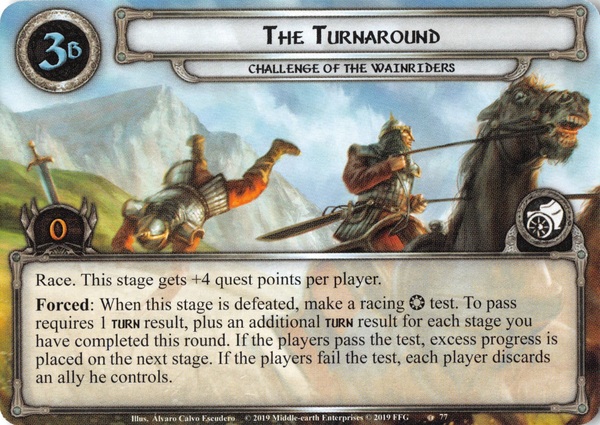 3B
THE TURNAROUND
CHALLENGE OF THE WAINRIDERS
0
Race. This stage gets +4 quest points per player.
Forced: When this stage is defeated, make a racing test. To pass
requires 1 TURN result, plus an additional TURN result for each stage you
have completed this round. If the players pass the test, excess progress is
placed on the next stage. If the players fail the test, each player discards
an ally he controls.
Illus. Álvaro Calvo Escudero © 2019 Middle-earth Enterprises © 2019 FFG 77